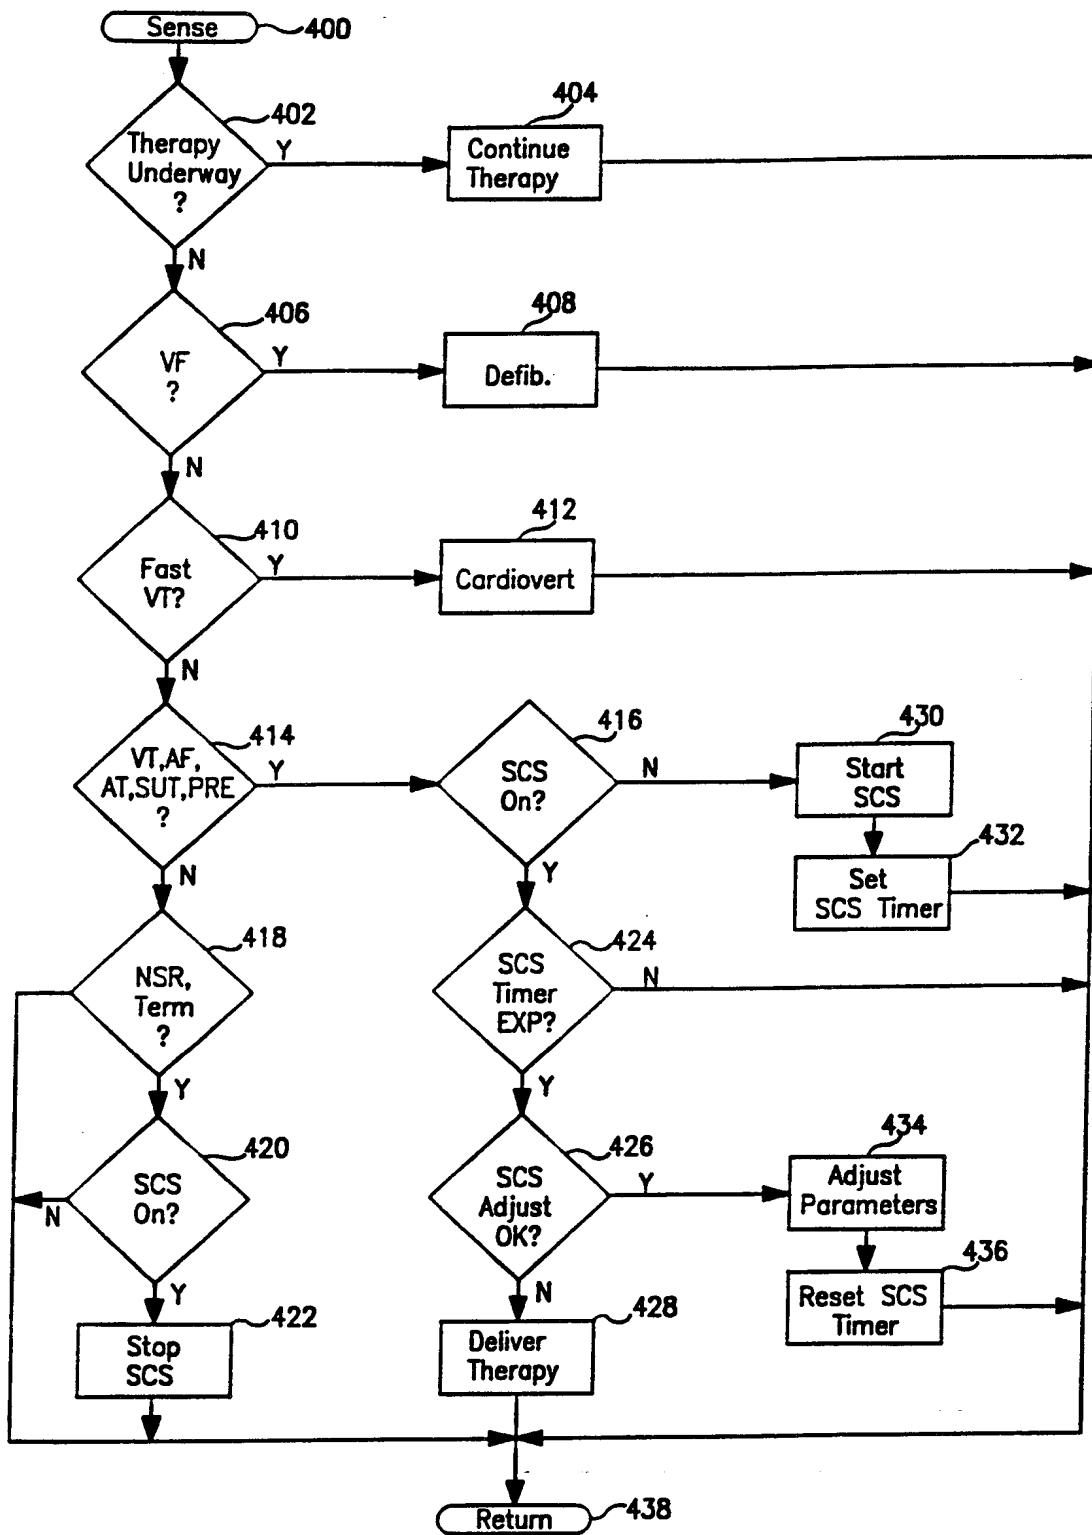 Sense
400
402
Therapy
Underway
?
Y
404
Continue
Therapy
N
406
VF
?
Y
408
Defib.
N
410
Fast
VT?
Y
412
Cardiovert
N
414
VT,AF,
AT,SUT,PRE
?
Y
416
SCS
On?
N
430
Start
SCS
432
Set
SCS Timer
N
Y
418
NSR,
Term
?
424
SCS
Timer
EXP?
N
Y
Y
420
SCS
On?
N
426
SCS
Adjust
OK?
Y
434
Adjust
Parameters
436
Reset SCS
Timer
Y
N
422
Stop
SCS
428
Deliver
Therapy
Return
438